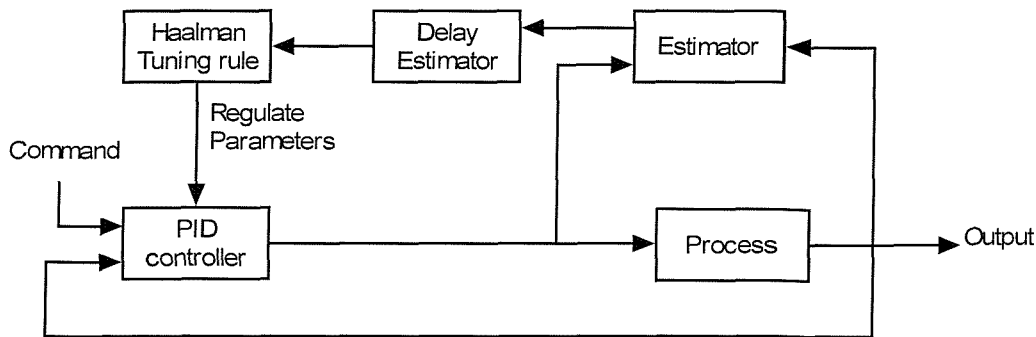 Haalman
Tuning rule
Delay
Estimator
Estimator
Regulate
Parameters
Command
PID
controller
Process
Output